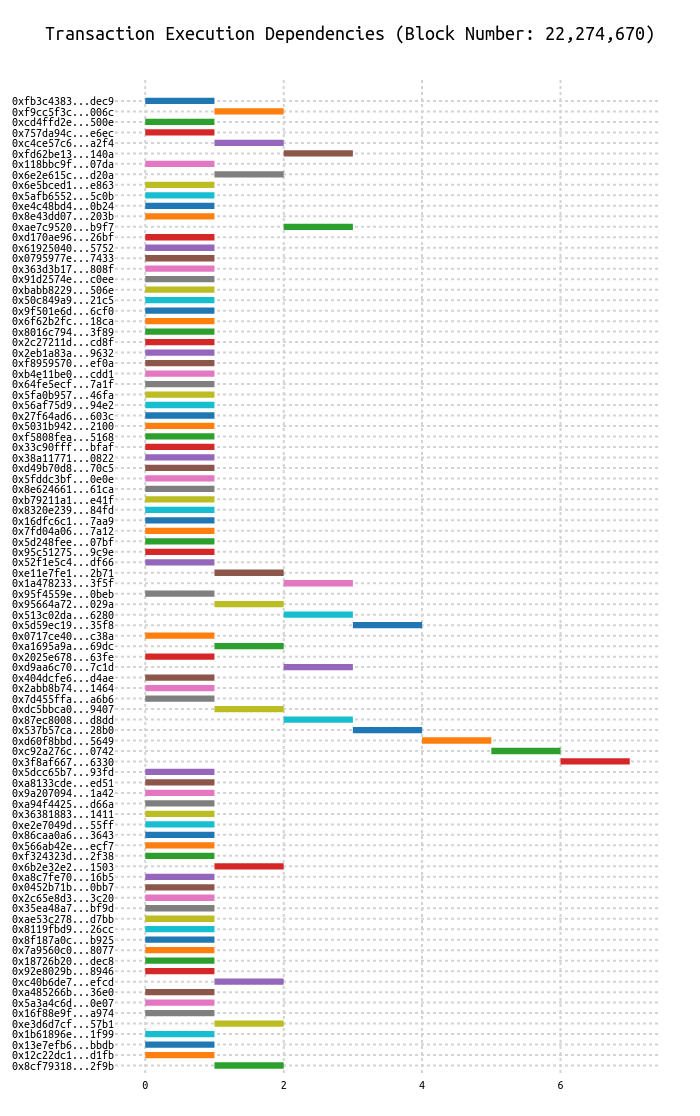 Transaction Execution Dependencies (Block Number: 22,274,670)
0xfb3c4383...dec9
0xf9cc5f3c...006c
0xcd4ffd2e...500e
0x757da94c...e6ec
0xc4ce57c6...a2f4
0xfd62be13...140a
0x118bbc9f...07da
0x6e2e615c...d20a
0x6e5bced1...e863
0x5afb6552...5c0b
0xe4c48bd4...0b24
0x8e43dd07...203b
0xae7c9520...b9f7
0xd170ae96...26bf
0x61925040...5752
0x0795977e...7433
0x363d3b17...808f
0x91d2574e...c0ee
0xbabb8229...506e
0x50c849a9...21c5
0x9f501e6d...6cf0
0x6f62b2fc...18ca
0x8016c794...3f89
0x2c27211d...cd8f
0x2eb1a83a...9632
0xf8959570...ef0a
0xb4e11be0...cdd1
0x64fe5ecf...7a1f
0x5fa0b957...46fa
0x56af75d9...94e2
0x27f64ad6...603c
0x5031b942...2100
0xf5808fea...5168
0x33c90fff...bfaf
0x38a11771...0822
0xd49b70d8...70c5
0x5fddc3bf...0e0e
0x8e624661...61ca
0xb79211a1...e41f
0x8320e239...84fd
0x16dfc6c1...7aa9
0x7fd04a06...7a12
0x5d248fee...07bf
0x95c51275...9c9e
0x52f1e5c4...df66
0xe11e7fe1...2b71
0x1a478233...3f5f
0x95f4559e...0beb
0x95664a72...029a
0x513c02da...6280
0x5d59ec19...35f8
0x0717ce40...c38a
0xa1695a9a...69dc
0x2025e678...63fe
0xd9aa6c70...7c1d
0x404dcfe6...d4ae
0x2abb8b74...1464
0x7d455ffa...a6b6
0xdc5bbca0...9407
0x87ec8008...d8dd
0x537b57ca...28b0
0xd60f8bbd...5649
0xc92a276c...0742
0x3f8af667...6330
0x5dcc65b7...93fd
0xa8133cde...ed51
0x9a207094...1a42
0xa94f4425...d66a
0x36381883...1411
0xe2e7049d...55ff
0x86caa0a6...3643
0x566ab42e...ecf7
0xf324323d...2f38
0x6b2e32e2...1503
0xa8c7fe70...16b5
0x0452b71b...0bb7
0x2c65e8d3...3c20
0x35ea48a7...bf9d
0xae53c278...d7bb
0x8119fbd9...26cc
0x8f187a0c...b925
0x7a9560c0...8077
0x18726b20...dec8
0x92e8029b...8946
0xc40b6de7...efcd
0xa485266b...36e0
0x5a3a4c6d...0e07
0x16f88e9f...a974
0xe3d6d7cf...57b1
0x1b61896e...1f99
0x13e7efb6...bbdb
0x12c22dc1...d1fb
0x8cf79318...2f9b
0 2 4 6